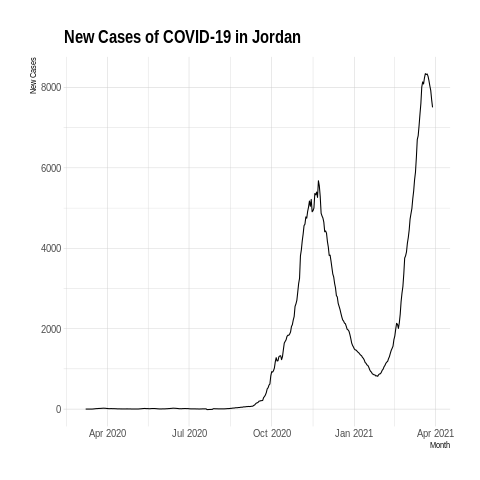 New Cases of COVID-19 in Jordan
New Cases
8000
6000
4000
2000
0
Apr 2020 Jul 2020 Oct 2020 Jan 2021 Apr 2021
Month